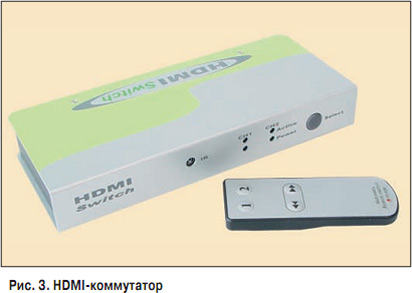 HDMI Switch
CH1
CH2
Active
Power
Select
IR
HDMI
Switch
1 2
Рис. 3. HDMI-коммутатор